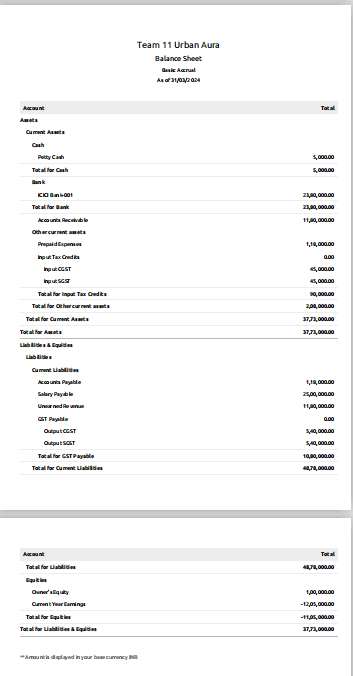 Team 11 Urban Aura
Balance Sheet
Basis: Accrual
As of 31/03/2024
Account Total
Assets
Current Assets
Cash
Petty Cash 5,000.00
Total for Cash 5,000.00
Bank
ICICI Bank-001 23,80,000.00
Total for Bank 23,80,000.00
Accounts Receivable 11,80,000.00
Other current assets
Prepaid Expenses 1,18,000.00
Input Tax Credits 0.00
Input CGST 45,000.00
Input SGST 45,000.00
Total for Input Tax Credits 90,000.00
Total for Other current assets 2,08,000.00
Total for Current Assets 37,73,000.00
Total for Assets 37,73,000.00
Liabilities & Equities
Liabilities
Current Liabilities
Accounts Payable 1,18,000.00
Salary Payable 25,00,000.00
Unearned Revenue 11,80,000.00
GST Payable 0.00
Output CGST 5,40,000.00
Output SGST 5,40,000.00
Total for GST Payable 10,80,000.00
Total for Current Liabilities 48,78,000.00
Account Total
Total for Liabilities 48,78,000.00
Equities
Owner's Equity 1,00,000.00
Current Year Earnings -12,05,000.00
Total for Equities -11,05,000.00
Total for Liabilities & Equities 37,73,000.00
**Amount is displayed in your base currency INR